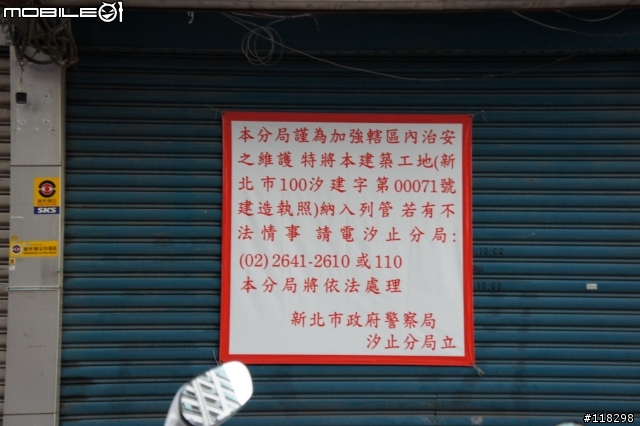 MOBILE01
本分局謹為加強轄區內治安
之維護 特將本建築工地(新
北市100汐建字第00071號
建造執照)納入列管 若有不
法情事 請電汐止分局:
(02) 2641-2610 或 110
本分局將依法處理
新北市政府警察局
汐止分局立
SKS
#118298